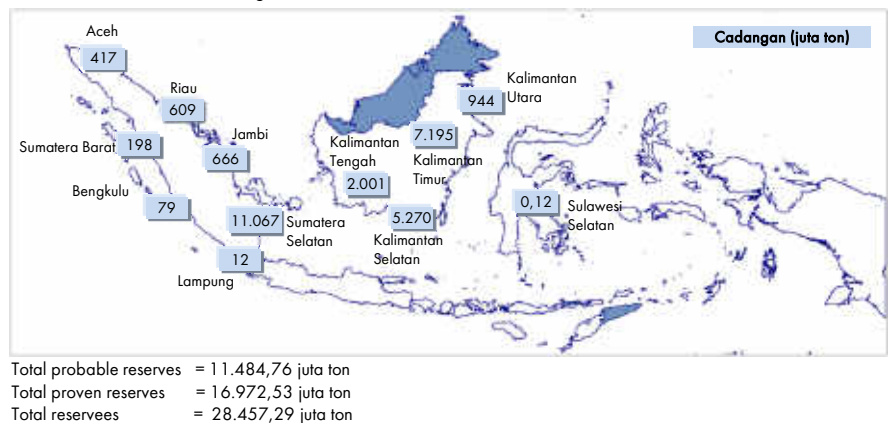 Aceh
Cadangan (juta ton)
417
Kalimantan
Utara
Riau
944
609
7.195
Jambi
Kalimantan
Tengah
Sumatera Barat
198
666
Kalimantan
Timur
2.001
Bengkulu
79
0,12
Sulawesi
Selatan
11.067
Sumatera
Selatan
5.270
Kalimantan
Selatan
12
Lampung
Total probable reserves = 11.484,76 juta ton
Total proven reserves = 16.972,53 juta ton
Total reservees = 28.457,29 juta ton